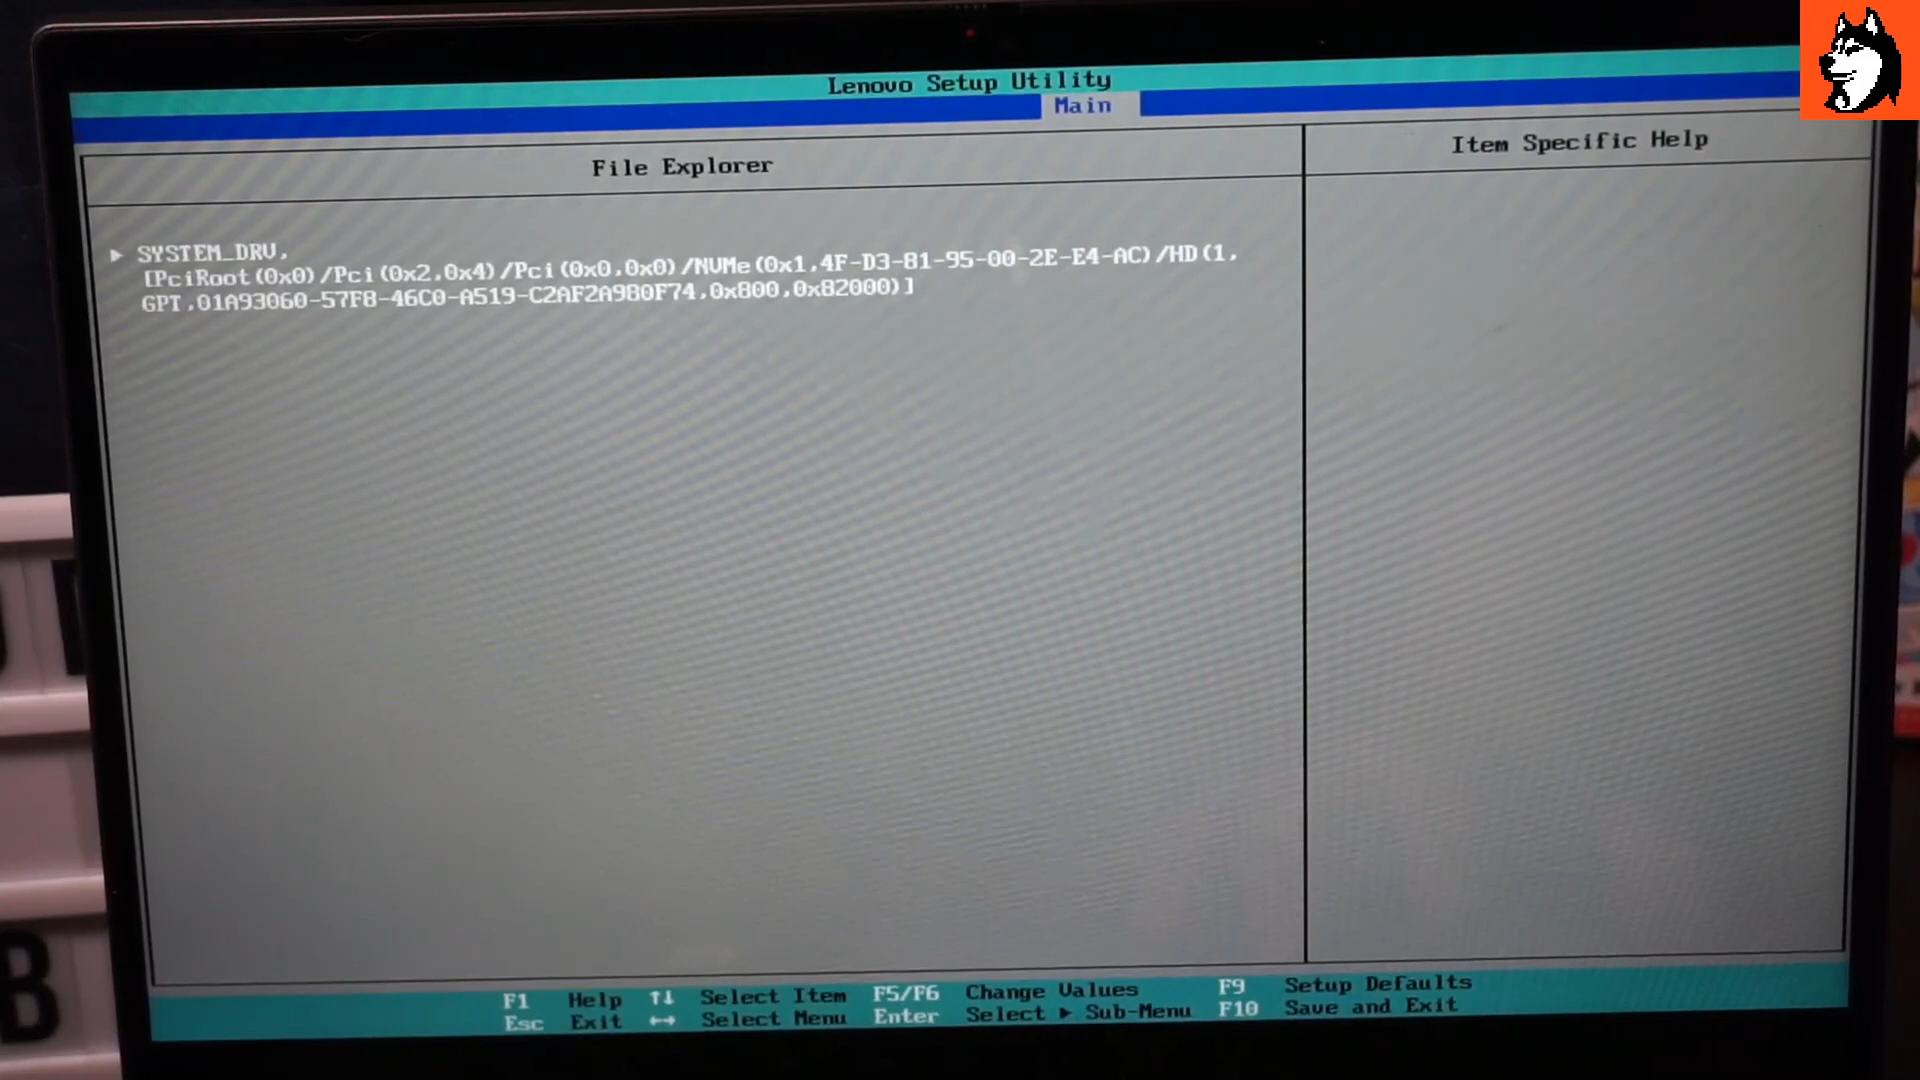 Lenovo Setup Utility
Main
File Explorer
Item Specific Help
SYSTEM_DRV,
[PciRoot(0x0)/Pci(0x2,0x4)/Pci(0x0,0x0)/NVMe(0x1,4F-D3-81-95-00-2E-E4-AC)/HD(1,
GPT,01A93060-57F8-46C0-A519-C2AF2A980F74,0x800,0x82000)]
F1 Help ↑↓ Select Item F5/F6 Change Values F9 Setup Defaults
Esc Exit ↔ Select Menu Enter Select ▶ Sub-Menu F10 Save and Exit
B